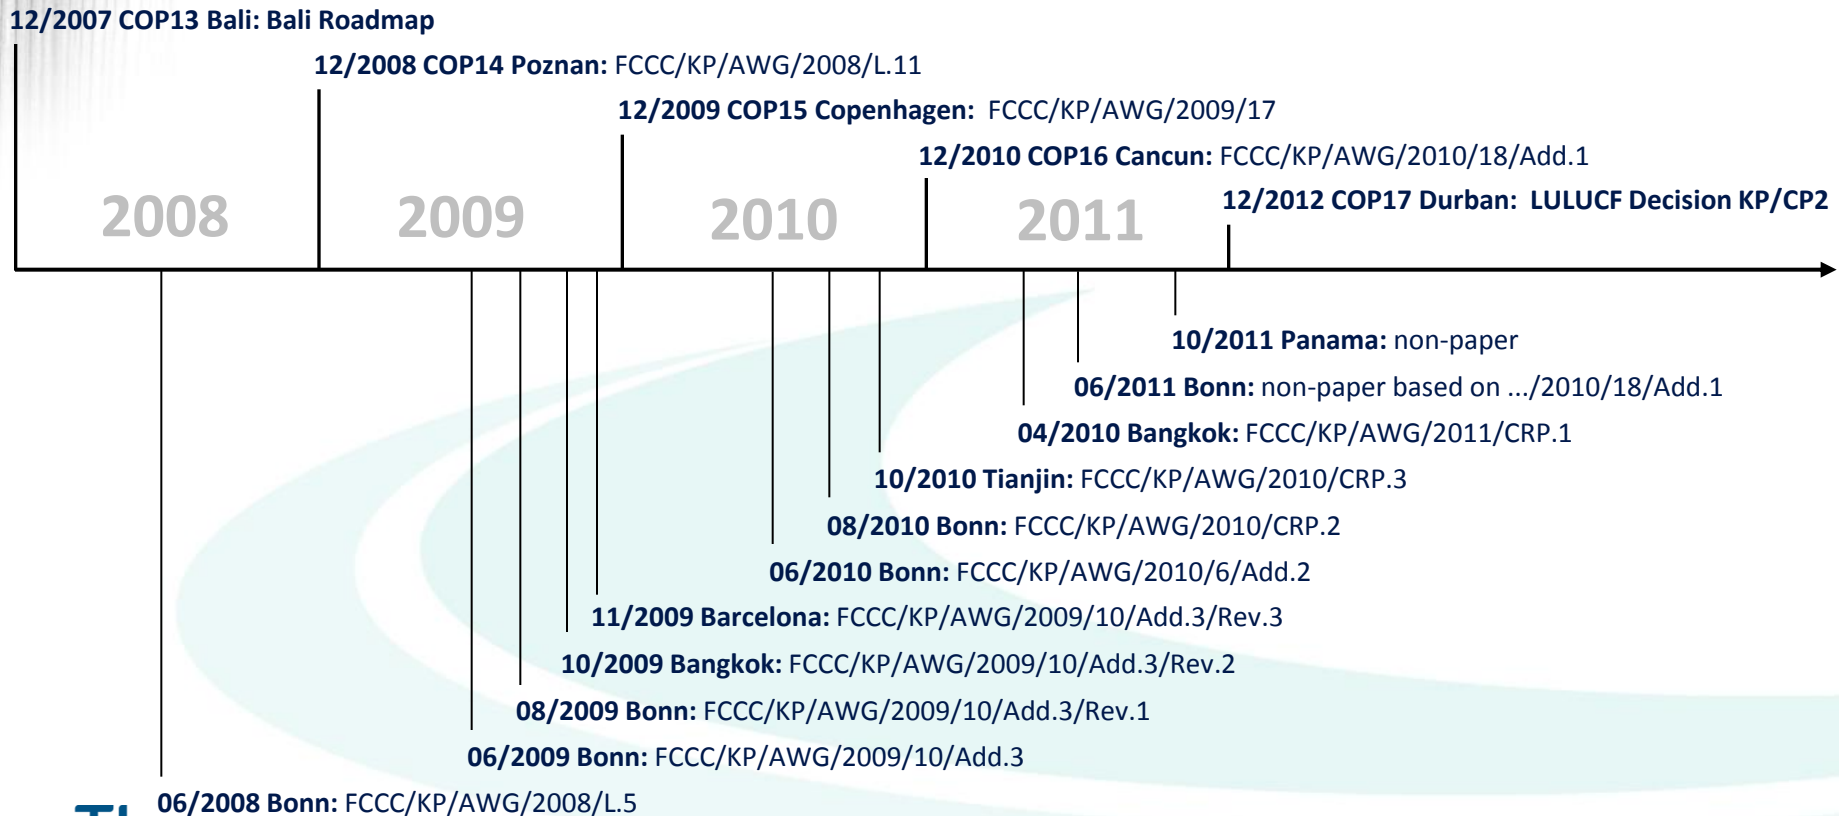 12/2007 COP13 Bali: Bali Roadmap
12/2008 COP14 Poznan: FCCC/KP/AWG/2008/L.11
12/2009 COP15 Copenhagen: FCCC/KP/AWG/2009/17
12/2010 COP16 Cancun: FCCC/KP/AWG/2010/18/Add.1
12/2012 COP17 Durban: LULUCF Decision KP/CP2
2008 2009 2010 2011
10/2011 Panama: non-paper
06/2011 Bonn: non-paper based on .../2010/18/Add.1
04/2010 Bangkok: FCCC/KP/AWG/2011/CRP.1
10/2010 Tianjin: FCCC/KP/AWG/2010/CRP.3
08/2010 Bonn: FCCC/KP/AWG/2010/CRP.2
06/2010 Bonn: FCCC/KP/AWG/2010/6/Add.2
11/2009 Barcelona: FCCC/KP/AWG/2009/10/Add.3/Rev.3
10/2009 Bangkok: FCCC/KP/AWG/2009/10/Add.3/Rev.2
08/2009 Bonn: FCCC/KP/AWG/2009/10/Add.3/Rev.1
06/2009 Bonn: FCCC/KP/AWG/2009/10/Add.3
06/2008 Bonn: FCCC/KP/AWG/2008/L.5